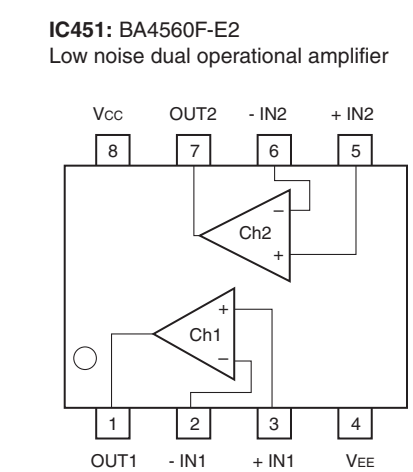 IC451: BA4560F-E2
Low noise dual operational amplifier
Vcc OUT2 - IN2 + IN2
8 7 6 5
–
Ch2
+
+
Ch1
–
1 2 3 4
OUT1 - IN1 + IN1 VEE